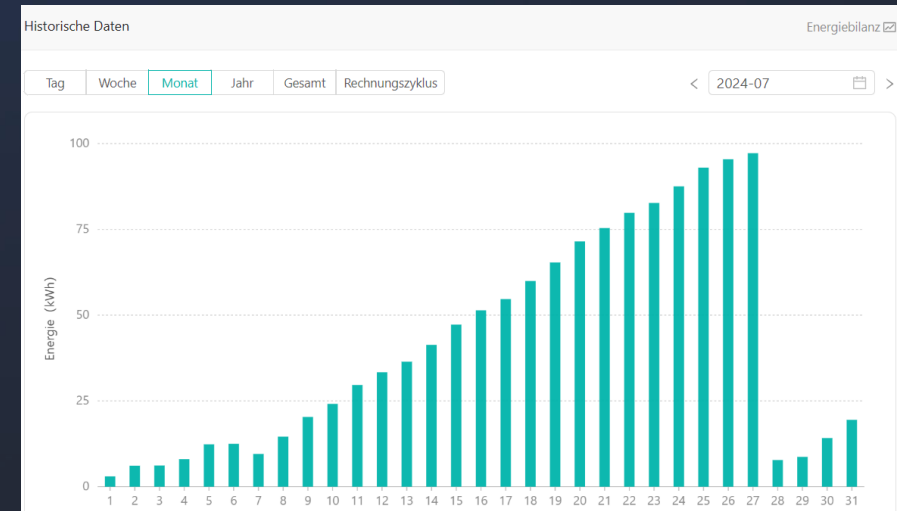 Historische Daten Energiebilanz
Tag Woche Monat Jahr Gesamt Rechnungszyklus < 2024-07 >
100
75
50
25
0
Energie (kWh)
1 2 3 4 5 6 7 8 9 10 11 12 13 14 15 16 17 18 19 20 21 22 23 24 25 26 27 28 29 30 31